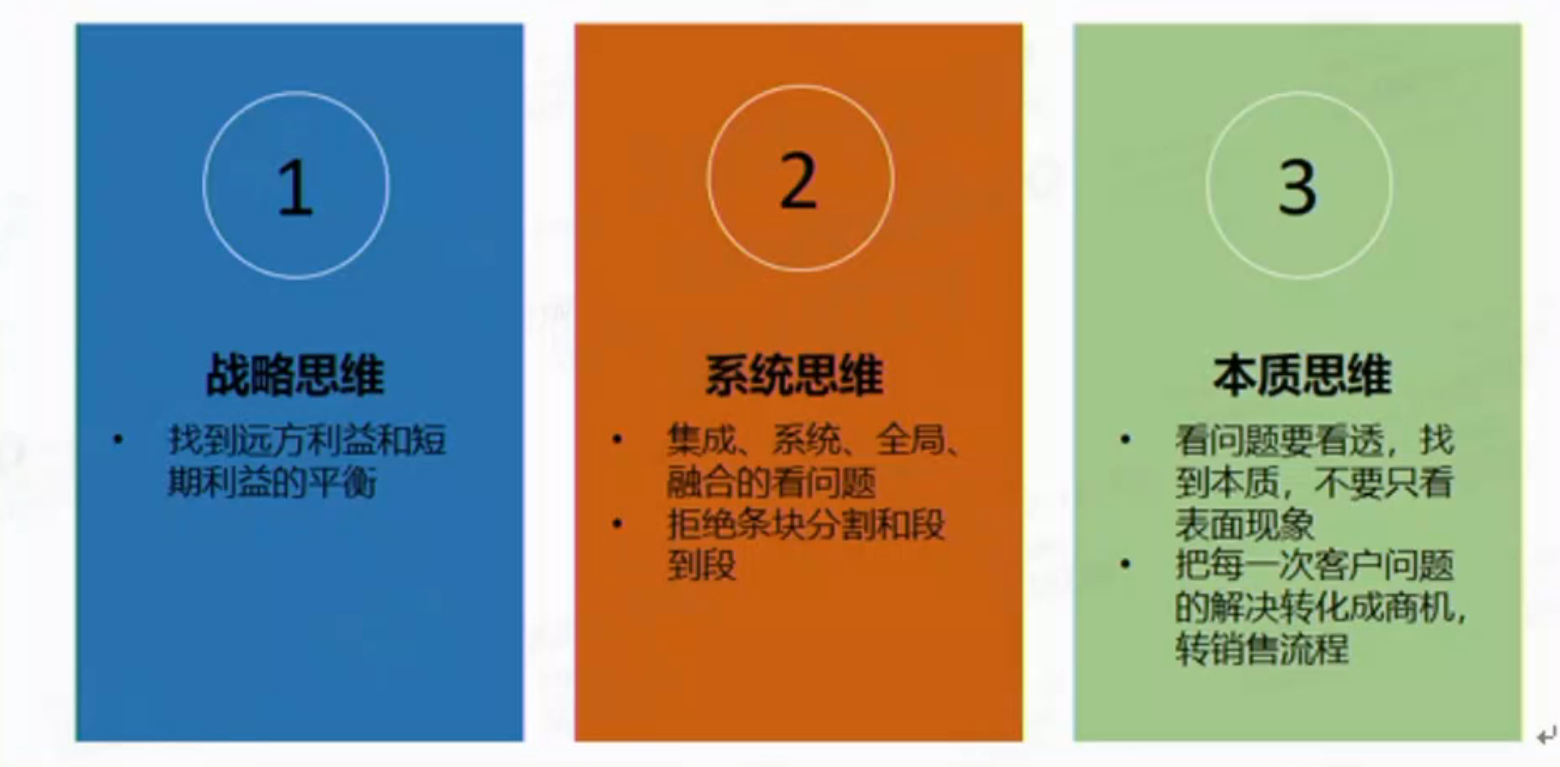 1
战略思维
• 找到远方利益和短
期利益的平衡
2
系统思维
• 集成、系统、全局、
融合的看问题
• 拒绝条块分割和段
到段
3
本质思维
• 看问题要看透，找
到本质，不要只看
表面现象
• 把每一次客户问题
的解决转化成商机，
转销售流程